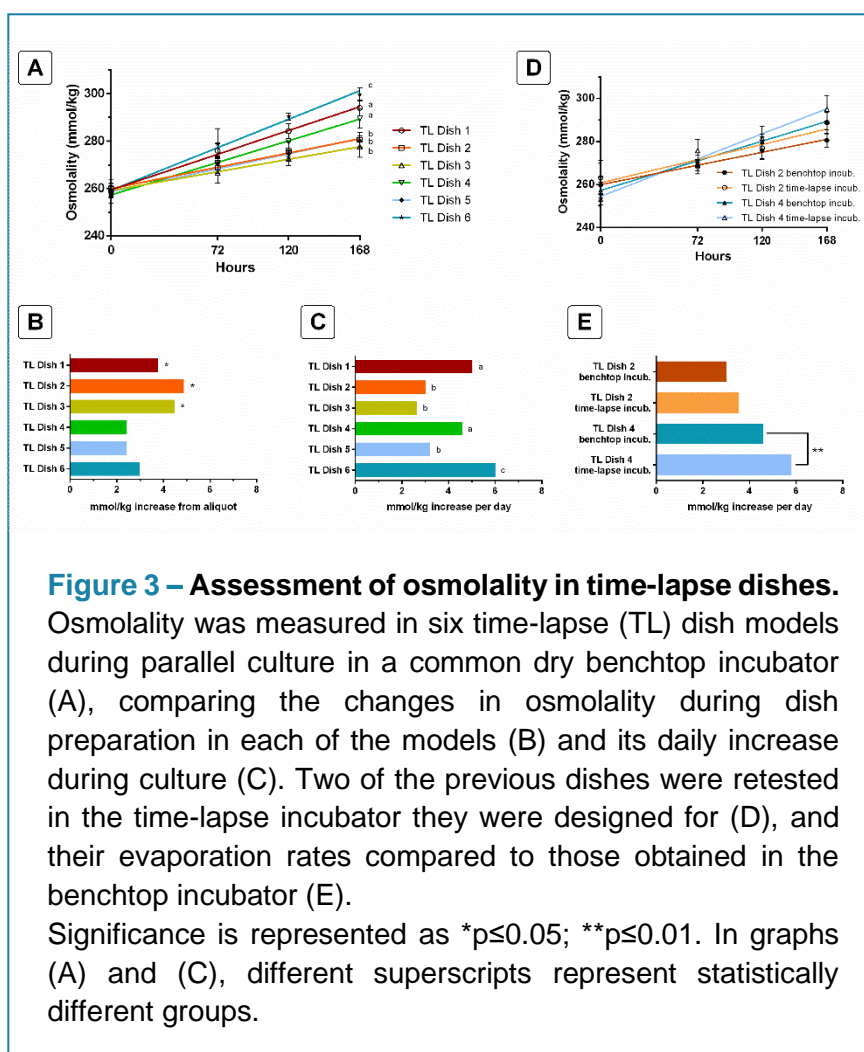 A
Osmolality (mmol/kg)
300
280
260
240
0
72
120
168
Hours
c
a
a
b
b
b
TL Dish 1
TL Dish 2
TL Dish 3
TL Dish 4
TL Dish 5
TL Dish 6
D
Osmolality (mmol/kg)
300
280
260
240
0
72
120
168
Hours
TL Dish 2 benchtop incub.
TL Dish 2 time-lapse incub.
TL Dish 4 benchtop incub.
TL Dish 4 time-lapse incub.
B
TL Dish 1 *
TL Dish 2 *
TL Dish 3 *
TL Dish 4
TL Dish 5
TL Dish 6
0 2 4 6 8
mmol/kg increase from aliquot
C
TL Dish 1 a
TL Dish 2 b
TL Dish 3 b
TL Dish 4 a
TL Dish 5 b
TL Dish 6 c
0 2 4 6 8
mmol/kg increase per day
E
TL Dish 2
benchtop incub.
TL Dish 2
time-lapse incub.
TL Dish 4
benchtop incub.
TL Dish 4
time-lapse incub.
**
0 2 4 6 8
mmol/kg increase per day
Figure 3 – Assessment of osmolality in time-lapse dishes.
Osmolality was measured in six time-lapse (TL) dish models
during parallel culture in a common dry benchtop incubator
(A), comparing the changes in osmolality during dish
preparation in each of the models (B) and its daily increase
during culture (C). Two of the previous dishes were retested
in the time-lapse incubator they were designed for (D), and
their evaporation rates compared to those obtained in the
benchtop incubator (E).
Significance is represented as *p≤0.05; **p≤0.01. In graphs
(A) and (C), different superscripts represent statistically
different groups.